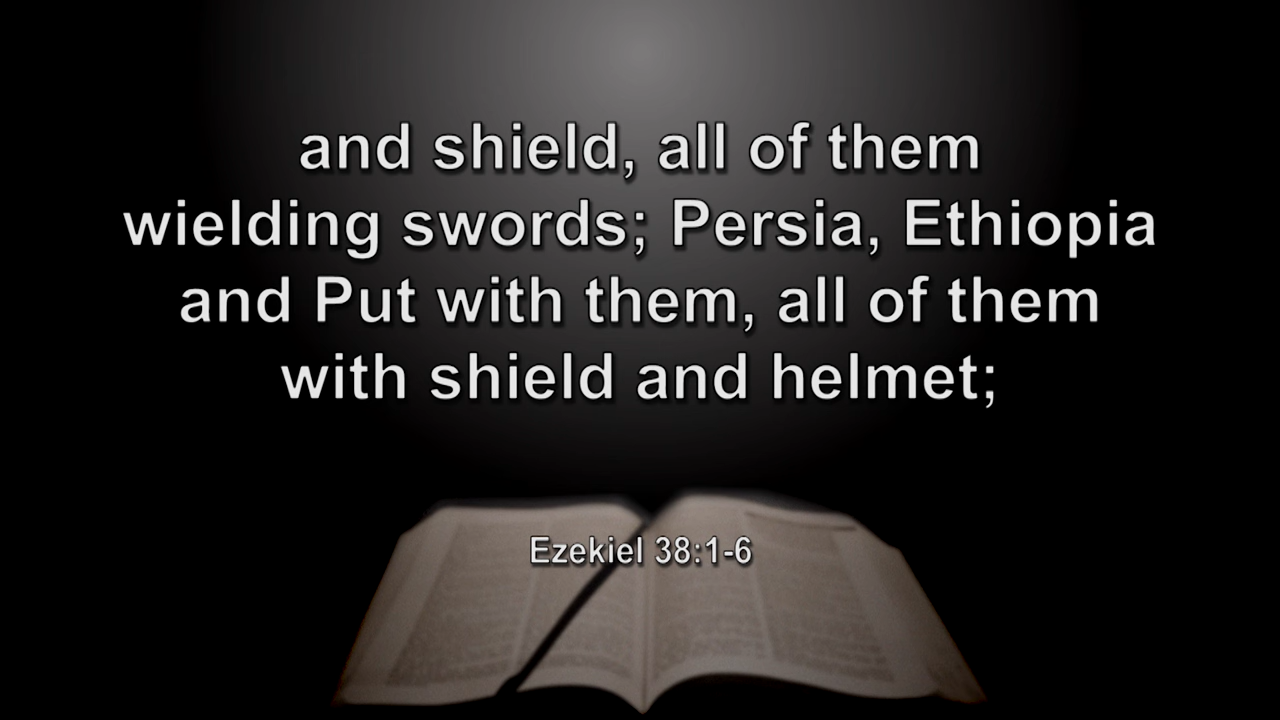 and shield, all of them
wielding swords; Persia, Ethiopia
and Put with them, all of them
with shield and helmet;
Ezekiel 38:1-6